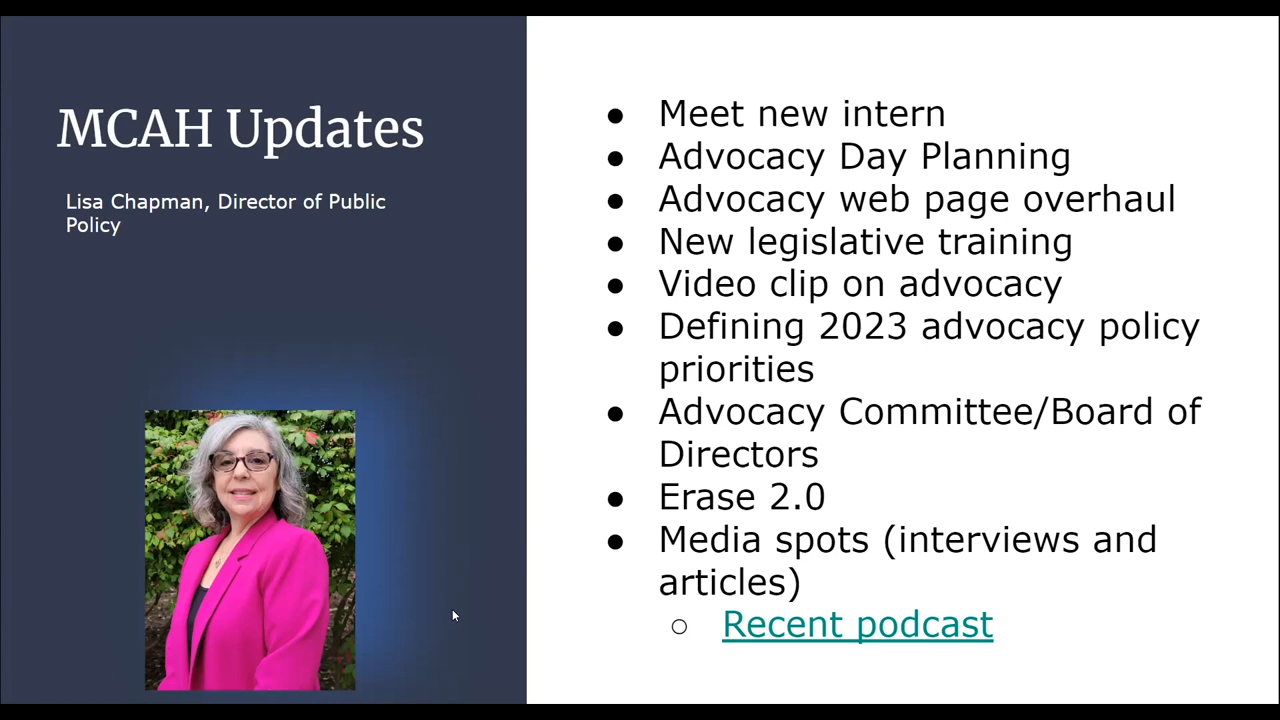 MCAH Updates
Lisa Chapman, Director of Public
Policy
● Meet new intern
● Advocacy Day Planning
● Advocacy web page overhaul
● New legislative training
● Video clip on advocacy
● Defining 2023 advocacy policy
priorities
● Advocacy Committee/Board of
Directors
● Erase 2.0
● Media spots (interviews and
articles)
○ Recent podcast